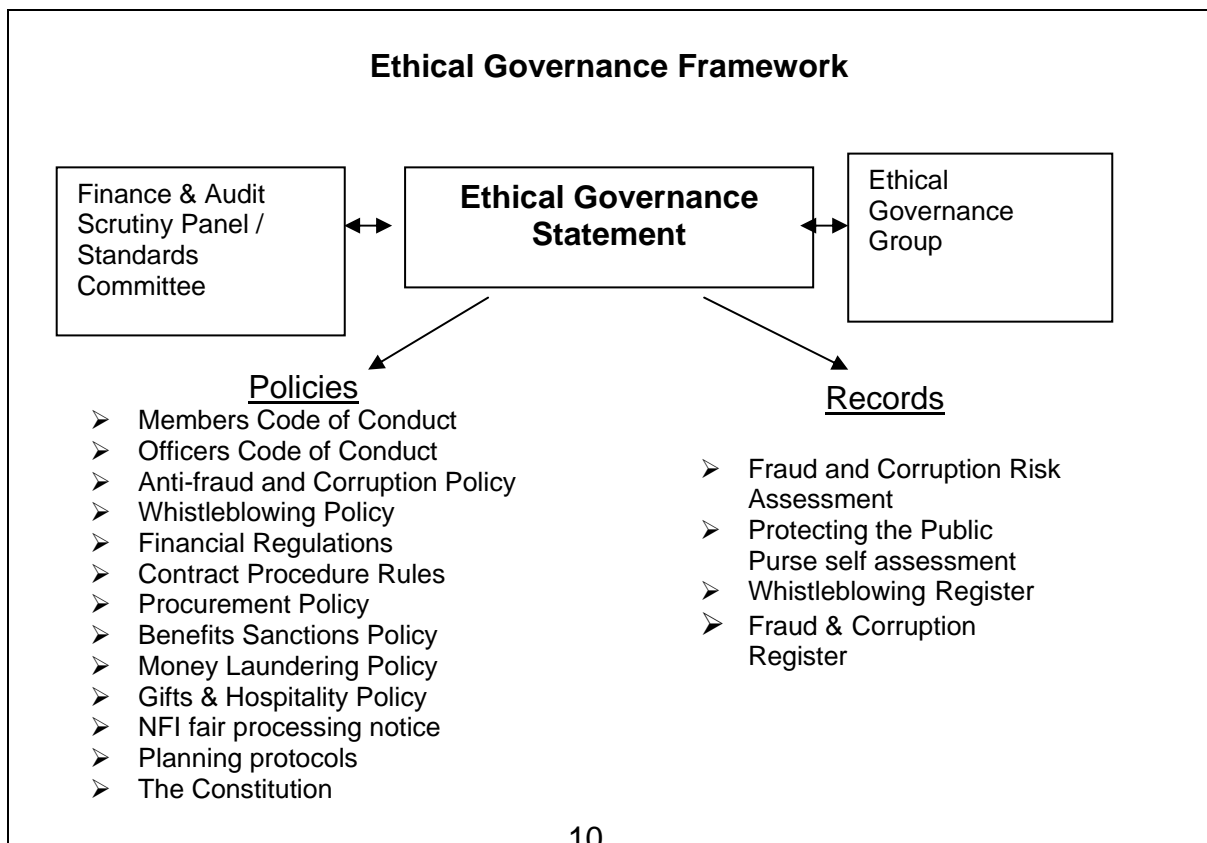 Ethical Governance Framework
Finance & Audit
Scrutiny Panel /
Standards
Committee
Ethical Governance
Statement
Ethical
Governance
Group
Policies
➢ Members Code of Conduct
➢ Officers Code of Conduct
➢ Anti-fraud and Corruption Policy
➢ Whistleblowing Policy
➢ Financial Regulations
➢ Contract Procedure Rules
➢ Procurement Policy
➢ Benefits Sanctions Policy
➢ Money Laundering Policy
➢ Gifts & Hospitality Policy
➢ NFI fair processing notice
➢ Planning protocols
➢ The Constitution
Records
➢ Fraud and Corruption Risk
Assessment
➢ Protecting the Public
Purse self assessment
➢ Whistleblowing Register
➢ Fraud & Corruption
Register
10